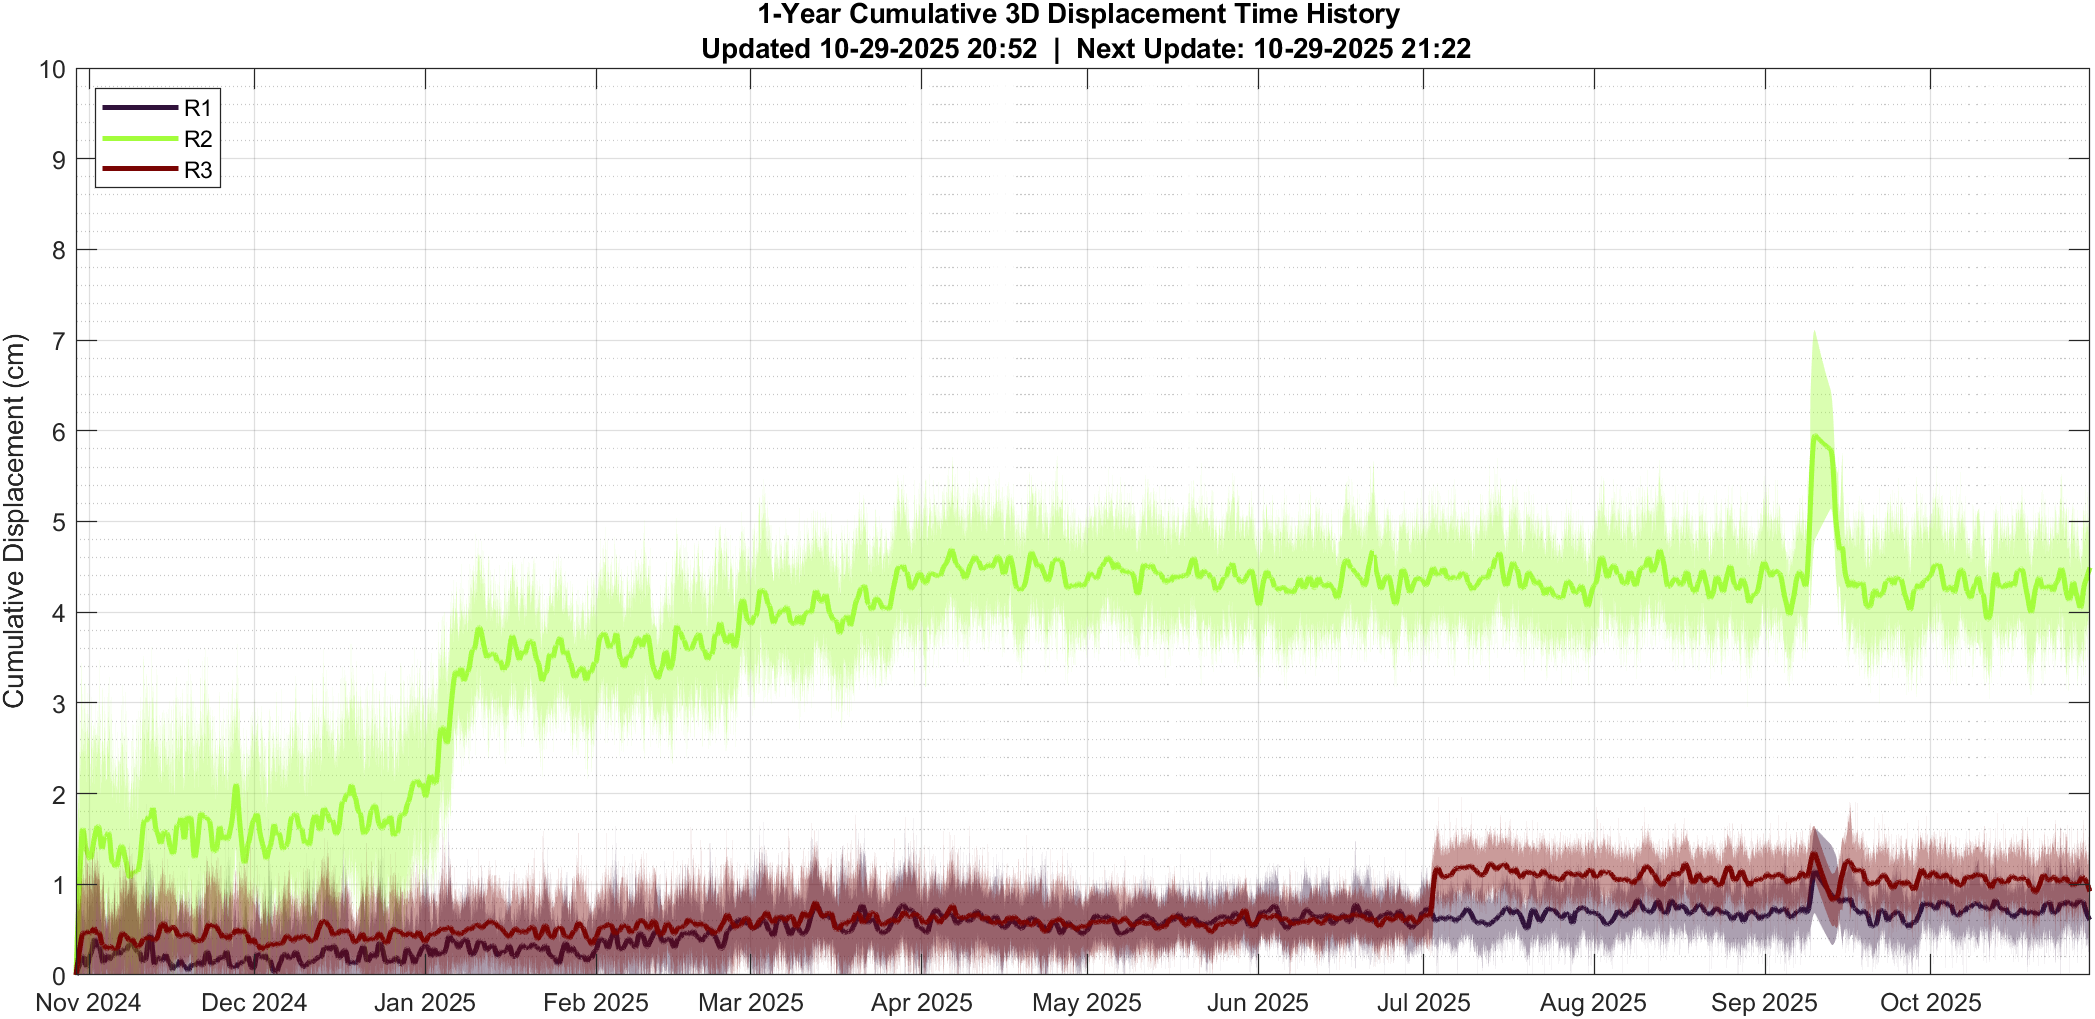 1-Year Cumulative 3D Displacement Time History
Updated 10-29-2025 20:52 | Next Update: 10-29-2025 21:22
10
9
8
7
6
5
4
3
2
1
0
Cumulative Displacement (cm)
R1
R2
R3
Nov 2024 Dec 2024 Jan 2025 Feb 2025 Mar 2025 Apr 2025 May 2025 Jun 2025 Jul 2025 Aug 2025 Sep 2025 Oct 2025